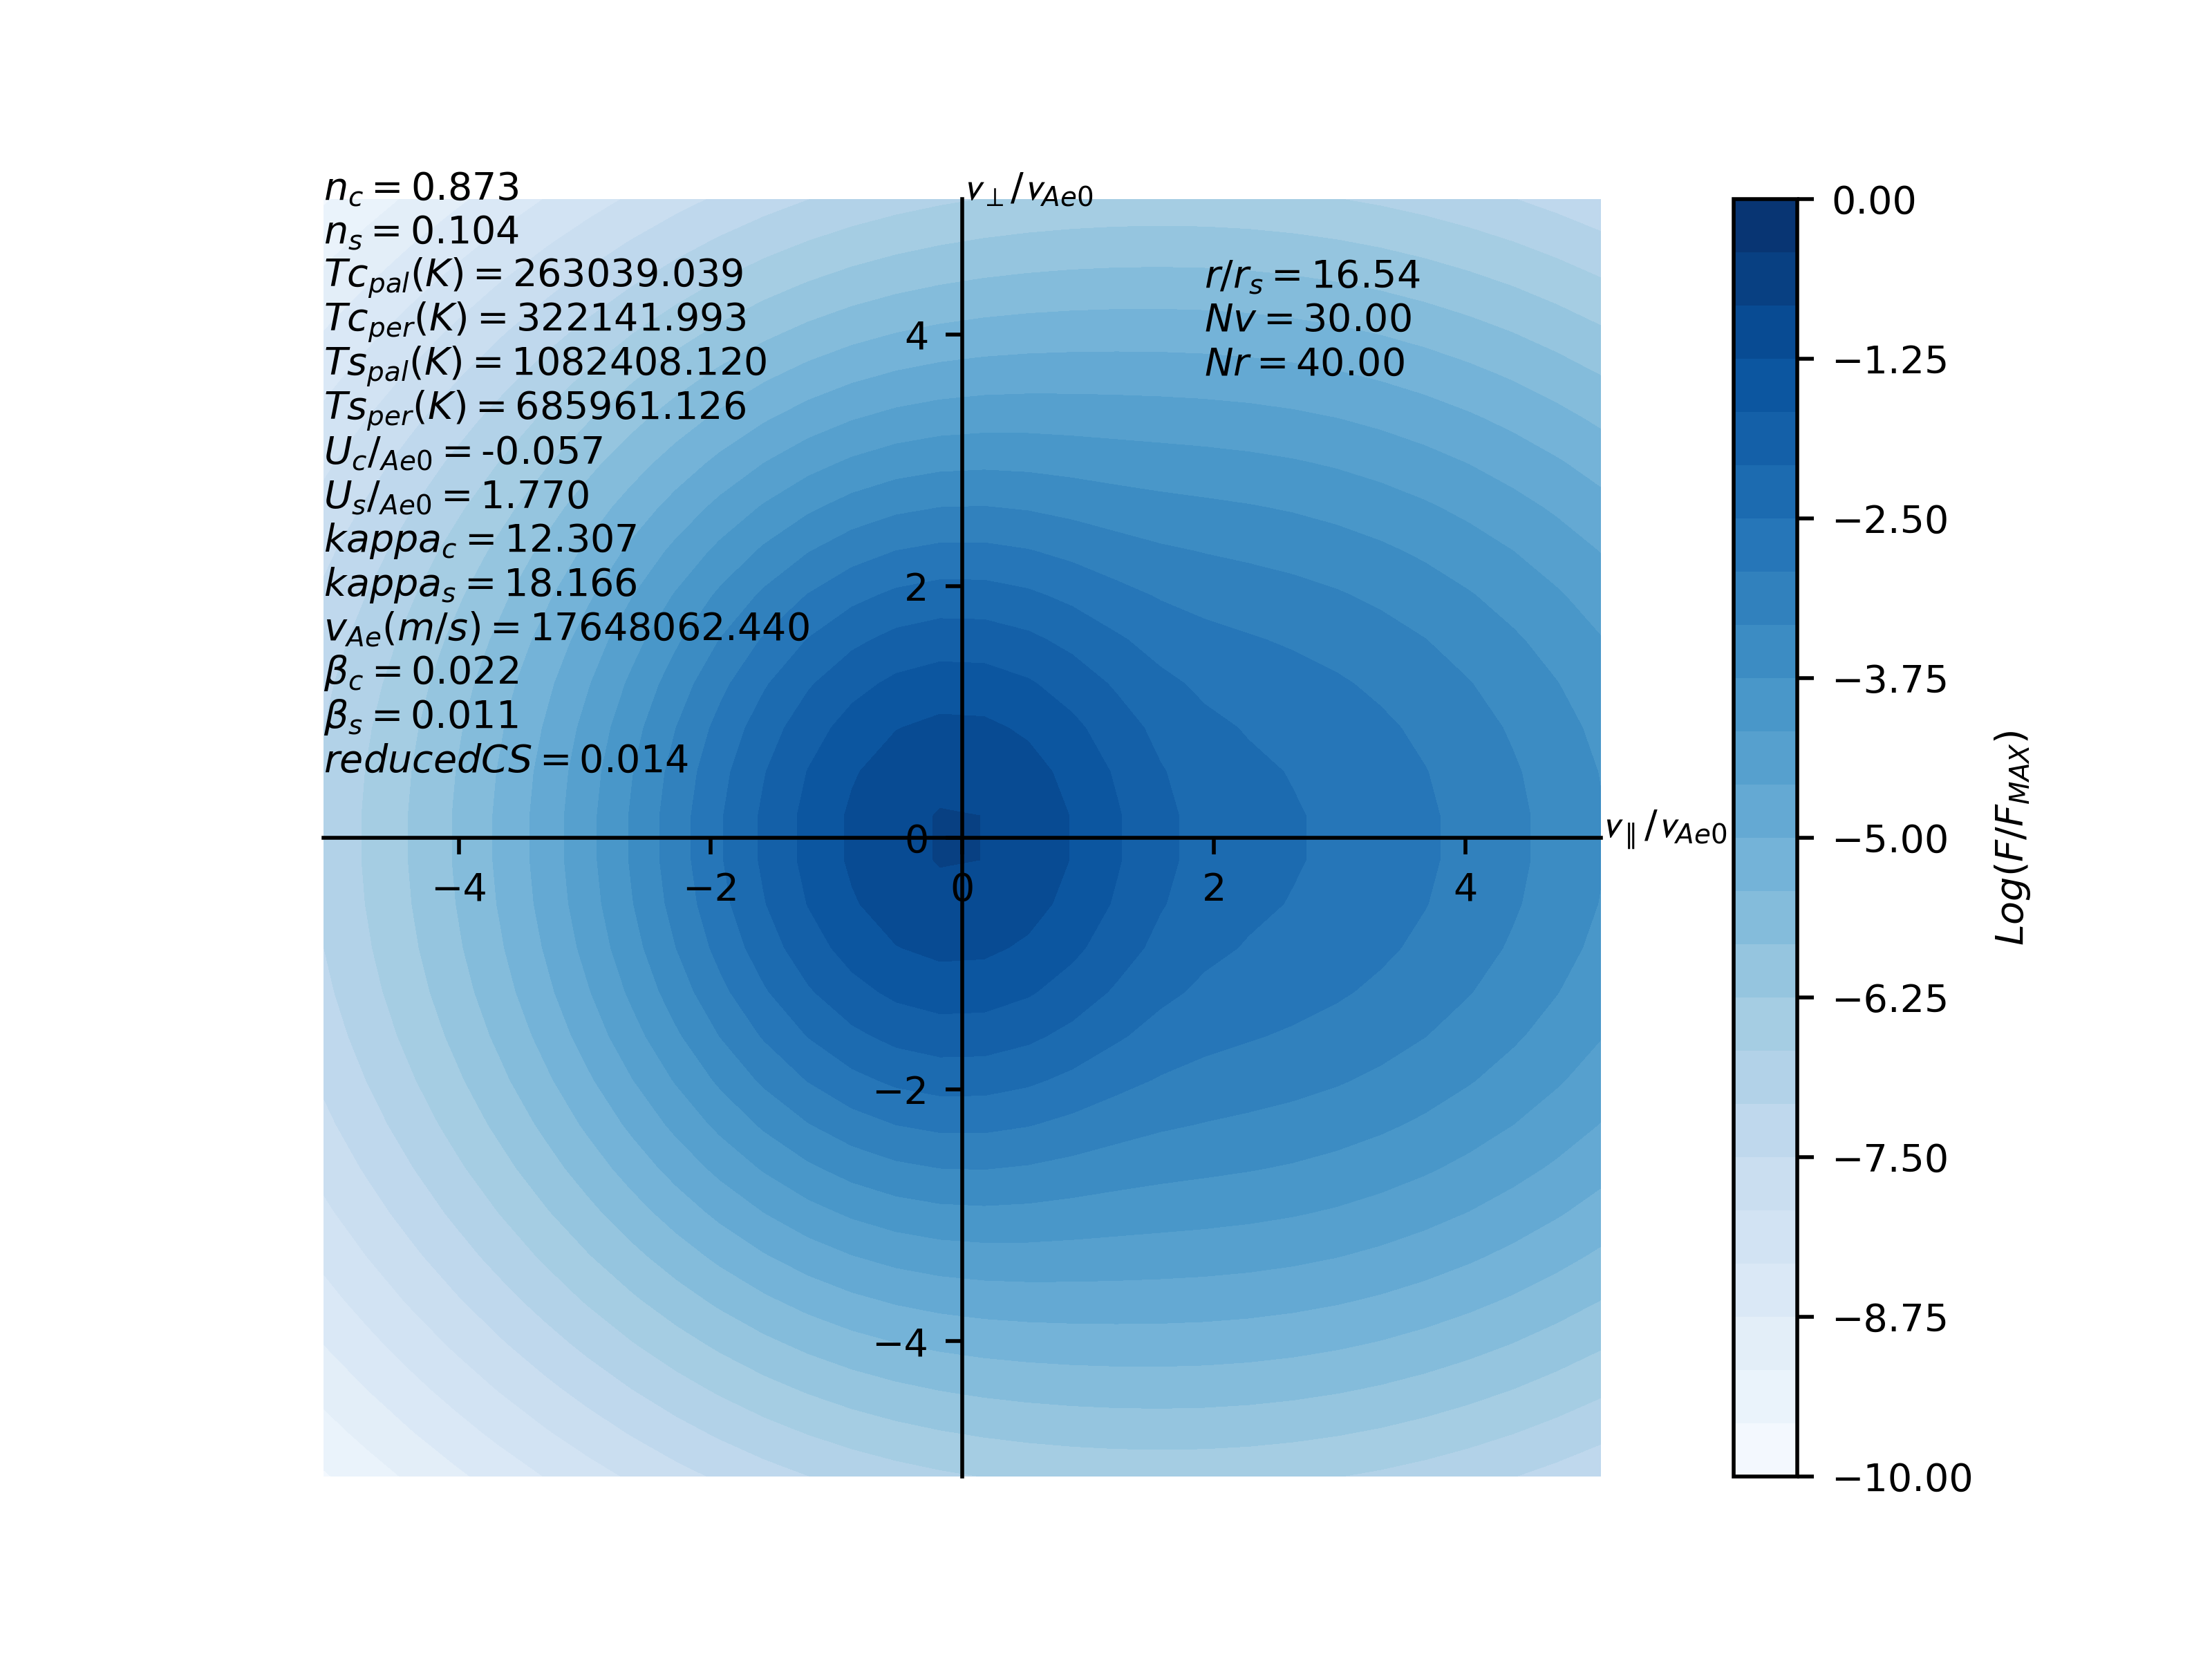 n_c = 0.873
n_s = 0.104
Tc_pal(K) = 263039.039
Tc_per(K) = 322141.993
Ts_pal(K) = 1082408.120
Ts_per(K) = 685961.126
U_c/_Ae0 = -0.057
U_s/_Ae0 = 1.770
kappa_c = 12.307
kappa_s = 18.166
v_Ae(m/s) = 17648062.440
β_c = 0.022
β_s = 0.011
reducedCS = 0.014
v_⊥/v_Ae0
r/r_s = 16.54
Nv = 30.00
Nr = 40.00
4
2
0
−2
−4
−4
−2
0
2
4
v_∥/v_Ae0
0.00
−1.25
−2.50
−3.75
−5.00
−6.25
−7.50
−8.75
−10.00
Log(F/F_MAX)